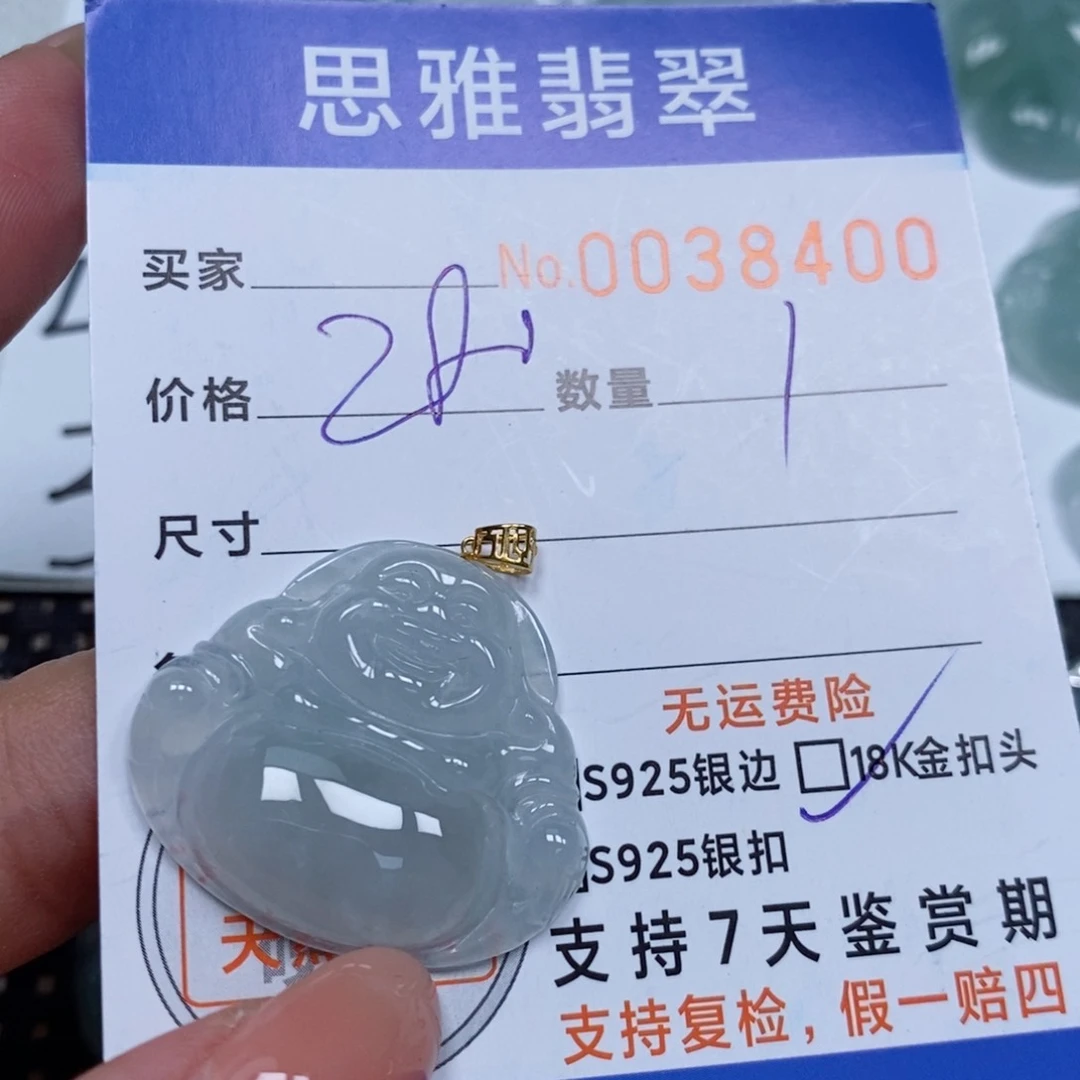 思雅翡翠
买家 No.0038400
价格 数量 1
尺寸
无运费险
S925银边 □18K金扣头
S925银扣
支持7天鉴赏期
支持复检，假一赔四
天